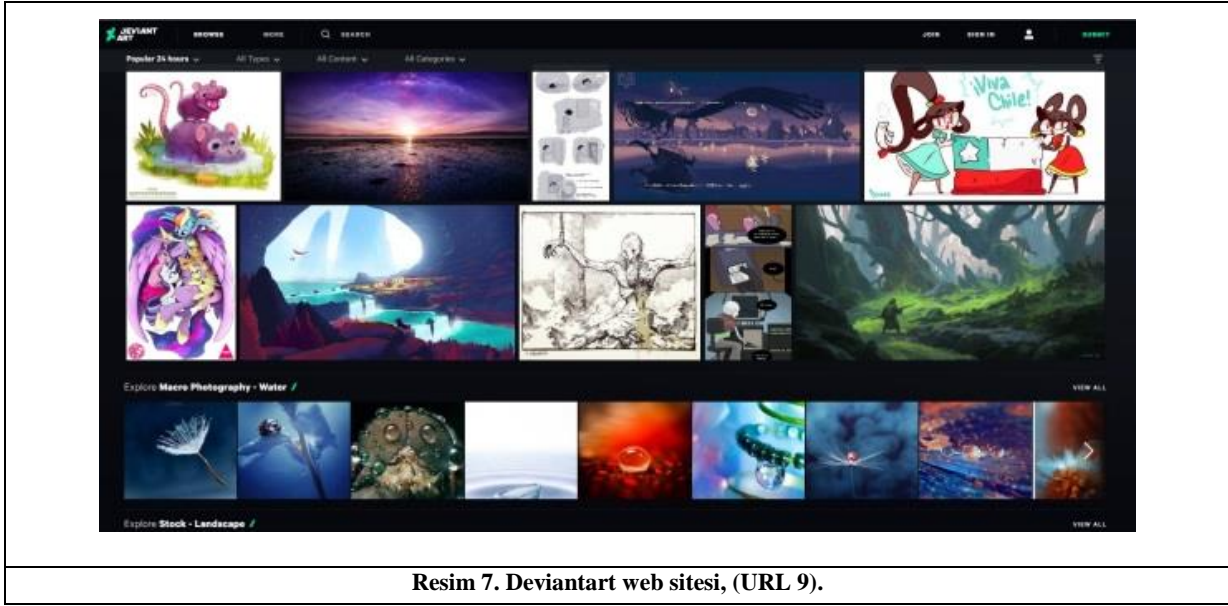 DEVIANT ART
BROWSE MORE SEARCH JOIN SIGN IN SUBMIT
Popular 24 hours All Types All Content All Categories
¡Viva Chile!
Explore Macro Photography - Water / VIEW ALL
Explore Stock - Landscape / VIEW ALL
Resim 7. Deviantart web sitesi, (URL 9).